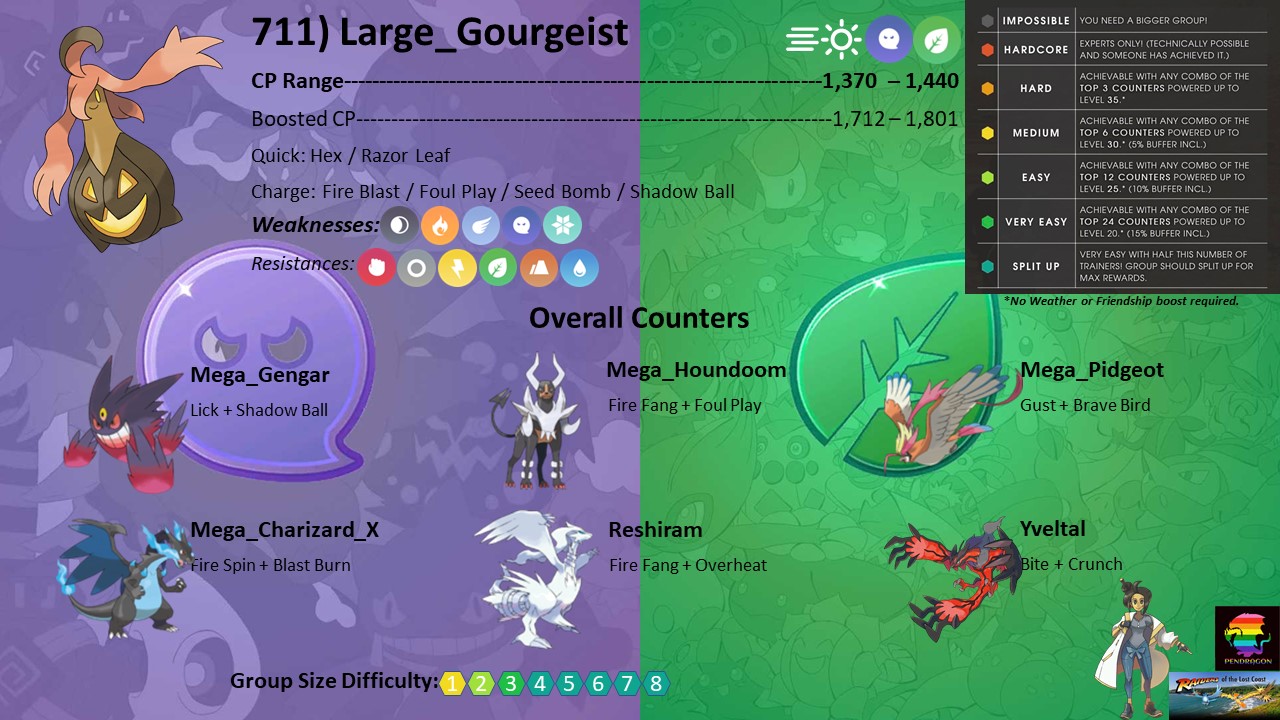 711) Large_Gourgeist
CP Range--------------------------------------------------------------------1,370 – 1,440
Boosted CP--------------------------------------------------------------------1,712 – 1,801
Quick: Hex / Razor Leaf
Charge: Fire Blast / Foul Play / Seed Bomb / Shadow Ball
Weaknesses:
Resistances:
IMPOSSIBLE YOU NEED A BIGGER GROUP!
HARDCORE EXPERTS ONLY! (TECHNICALLY POSSIBLE
AND SOMEONE HAS ACHIEVED IT.)
HARD ACHIEVABLE WITH ANY COMBO OF THE
TOP 3 COUNTERS POWERED UP TO
LEVEL 35.*
MEDIUM ACHIEVABLE WITH ANY COMBO OF THE
TOP 6 COUNTERS POWERED UP TO
LEVEL 30.* (5% BUFFER INCL.)
EASY ACHIEVABLE WITH ANY COMBO OF THE
TOP 12 COUNTERS POWERED UP TO
LEVEL 25.* (10% BUFFER INCL.)
VERY EASY ACHIEVABLE WITH ANY COMBO OF THE
TOP 24 COUNTERS POWERED UP TO
LEVEL 20.* (15% BUFFER INCL.)
SPLIT UP VERY EASY WITH HALF THIS NUMBER OF
TRAINERS! GROUP SHOULD SPLIT UP FOR
MAX REWARDS.
*No Weather or Friendship boost required.
Overall Counters
Mega_Gengar
Lick + Shadow Ball
Mega_Houndoom
Fire Fang + Foul Play
Mega_Pidgeot
Gust + Brave Bird
Mega_Charizard_X
Fire Spin + Blast Burn
Reshiram
Fire Fang + Overheat
Yveltal
Bite + Crunch
Group Size Difficulty: 1 2 3 4 5 6 7 8
PENDRAGON
RAIDERS of the Lost Coast